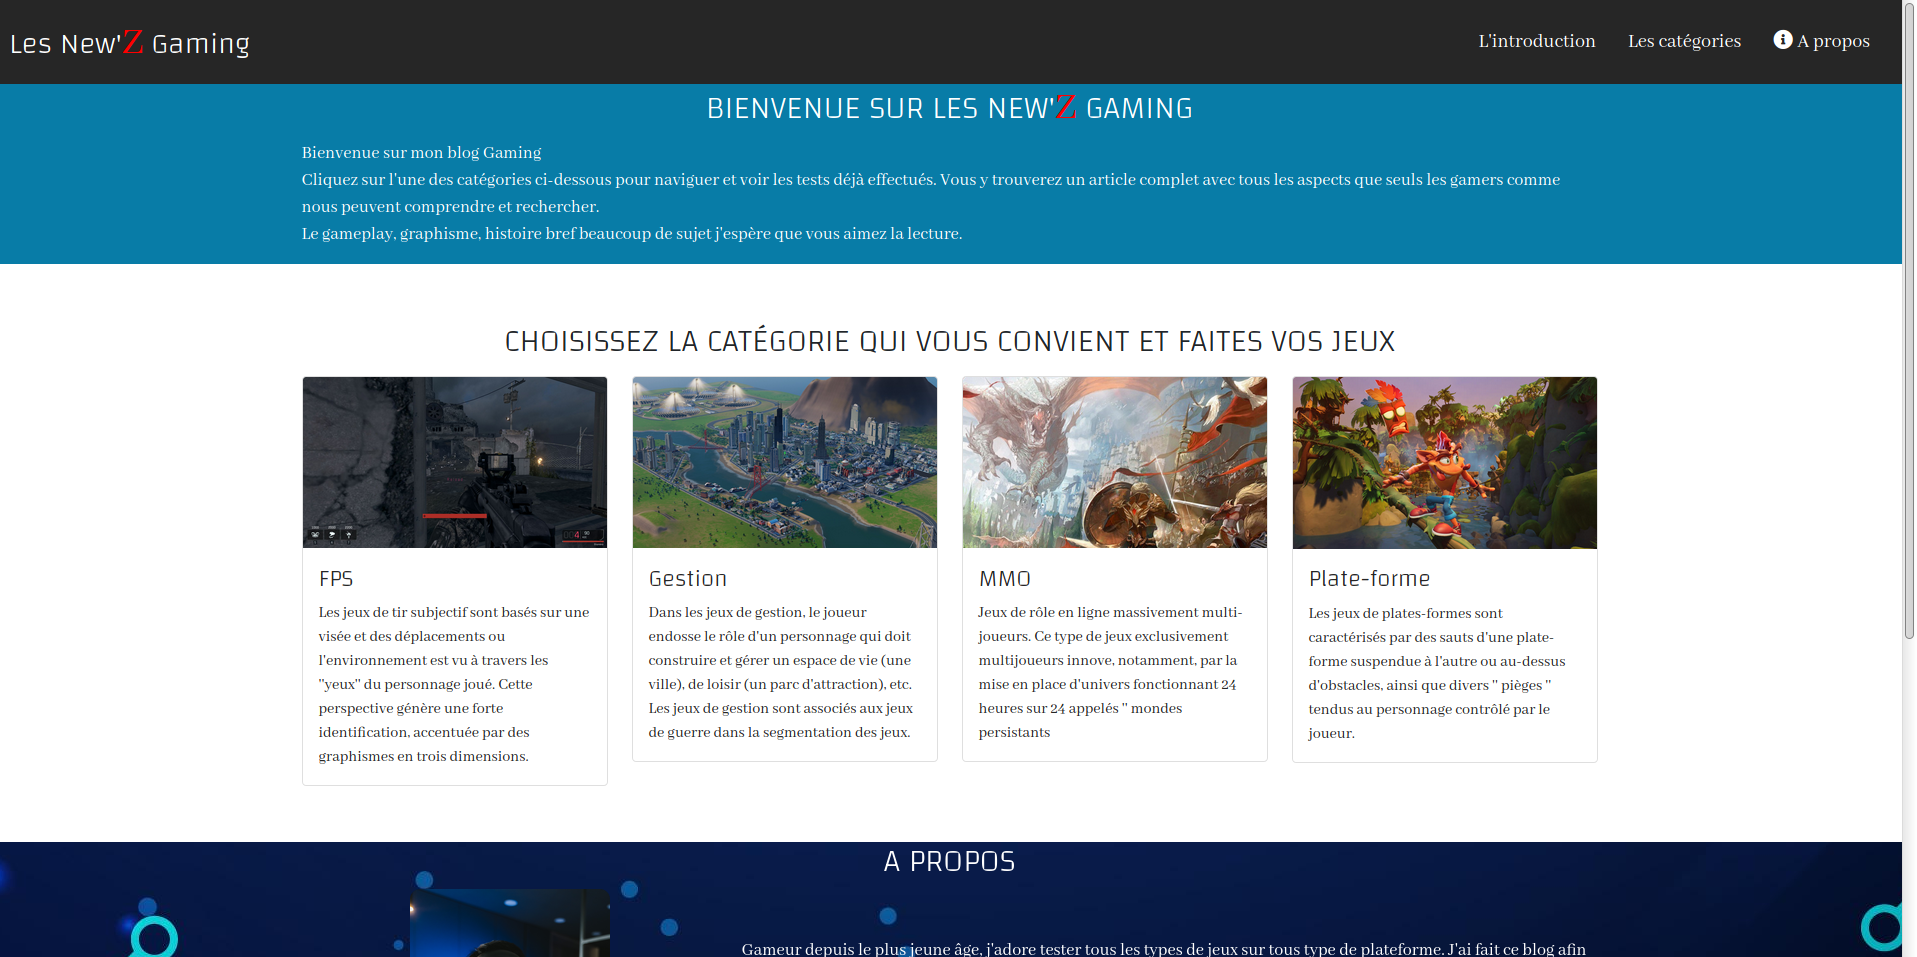 Les New'Z Gaming
L'introduction
Les catégories
A propos
BIENVENUE SUR LES NEW'Z GAMING
Bienvenue sur mon blog Gaming
Cliquez sur l'une des catégories ci-dessous pour naviguer et voir les tests déjà effectués. Vous y trouverez un article complet avec tous les aspects que seuls les gamers comme
nous peuvent comprendre et rechercher.
Le gameplay, graphisme, histoire bref beaucoup de sujet j'espère que vous aimez la lecture.
CHOISISSEZ LA CATÉGORIE QUI VOUS CONVIENT ET FAITES VOS JEUX
FPS
Les jeux de tir subjectif sont basés sur une
visée et des déplacements ou
l'environnement est vu à travers les
"yeux" du personnage joué. Cette
perspective génère une forte
identification, accentuée par des
graphismes en trois dimensions.
Gestion
Dans les jeux de gestion, le joueur
endosse le rôle d'un personnage qui doit
construire et gérer un espace de vie (une
ville), de loisir (un parc d'attraction), etc.
Les jeux de gestion sont associés aux jeux
de guerre dans la segmentation des jeux.
MMO
Jeux de rôle en ligne massivement multi-
joueurs. Ce type de jeux exclusivement
multijoueurs innove, notamment, par la
mise en place d'univers fonctionnant 24
heures sur 24 appelés " mondes
persistants
Plate-forme
Les jeux de plates-formes sont
caractérisés par des sauts d'une plate-
forme suspendue à l'autre ou au-dessus
d'obstacles, ainsi que divers " pièges "
tendus au personnage contrôlé par le
joueur.
A PROPOS
Gameur depuis le plus jeune âge, j'adore tester tous les types de jeux sur tous type de plateforme. J'ai fait ce blog afin